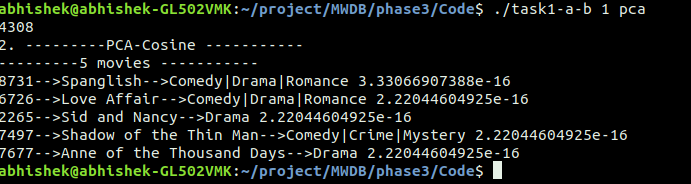 abhishek@abhishek-GL502VMK:~/project/MWDB/phase3/Code$ ./task1-a-b 1 pca
4308
2. ---------PCA-Cosine -----------
---------5 movies -----------
8731-->Spanglish-->Comedy|Drama|Romance 3.33066907388e-16
6726-->Love Affair-->Comedy|Drama|Romance 2.22044604925e-16
2265-->Sid and Nancy-->Drama 2.22044604925e-16
7497-->Shadow of the Thin Man-->Comedy|Crime|Mystery 2.22044604925e-16
7677-->Anne of the Thousand Days-->Drama 2.22044604925e-16
abhishek@abhishek-GL502VMK:~/project/MWDB/phase3/Code$